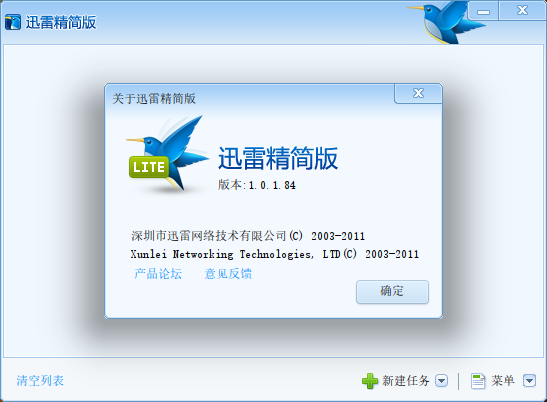 迅雷精简版
关于迅雷精简版
LITE
迅雷精简版
版本:1.0.1.84
深圳市迅雷网络技术有限公司(C) 2003-2011
Xunlei Networking Technologies, LTD(C) 2003-2011
产品论坛 意见反馈
确定
清空列表 新建任务 菜单